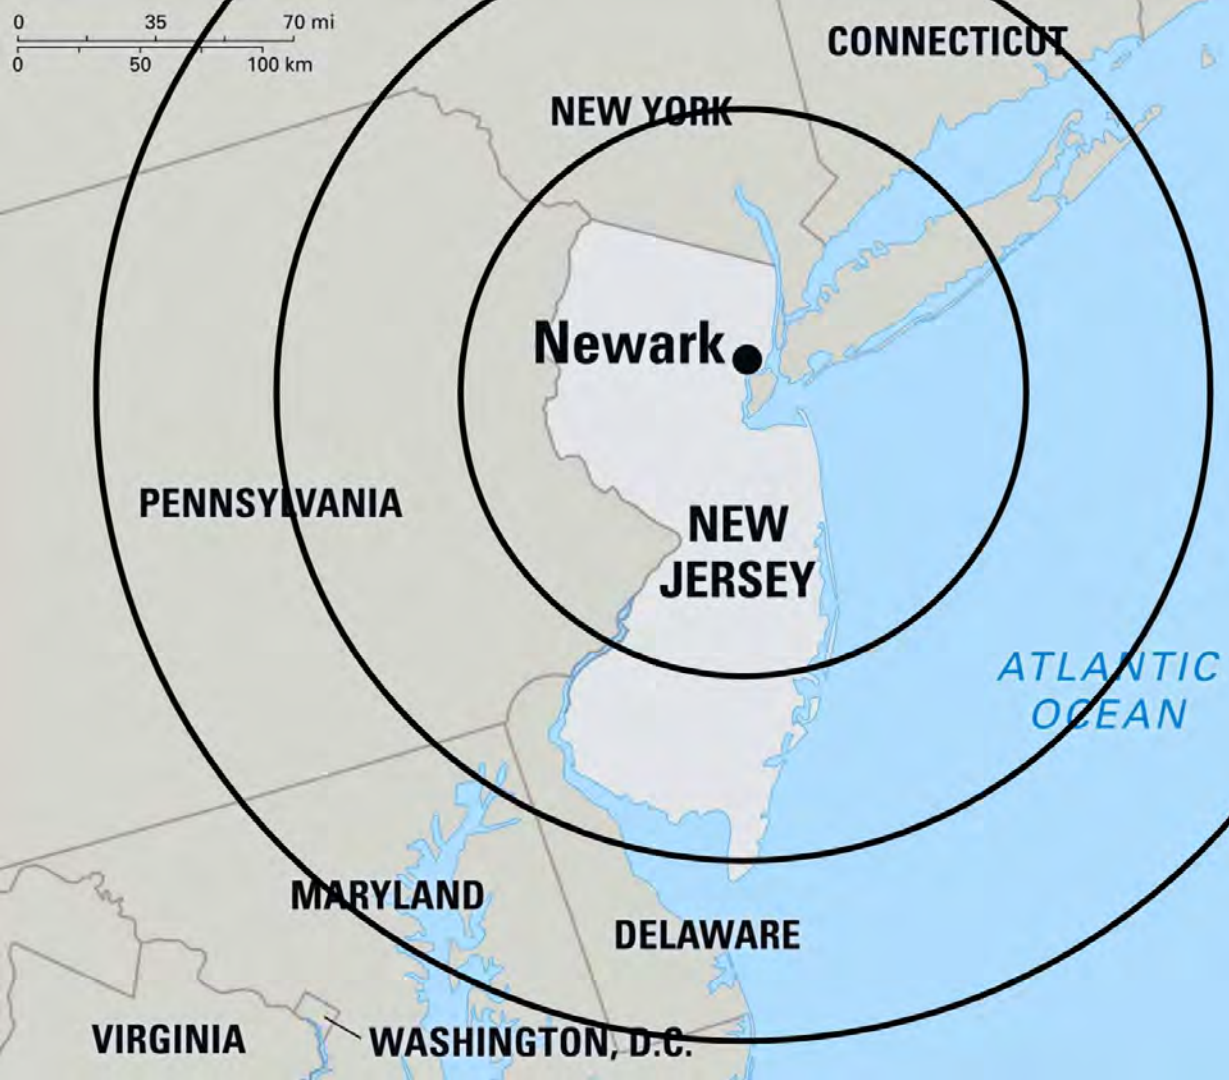 0 35 70 mi
0 50 100 km
CONNECTICUT
NEW YORK
Newark
PENNSYLVANIA
NEW
JERSEY
ATLANTIC
OCEAN
MARYLAND
DELAWARE
VIRGINIA
WASHINGTON, D.C.